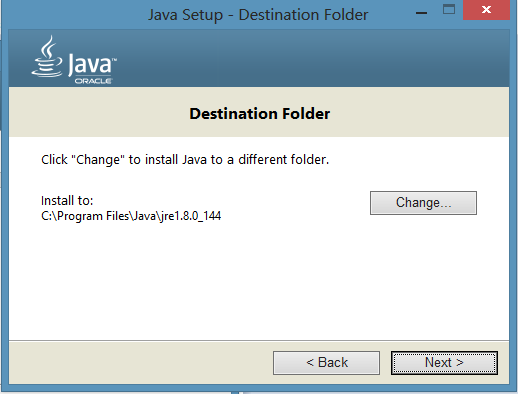 Java Setup - Destination Folder
Java™
ORACLE
Destination Folder
Click "Change" to install Java to a different folder.
Install to:
C:\Program Files\Java\jre1.8.0_144
Change...
< Back
Next >